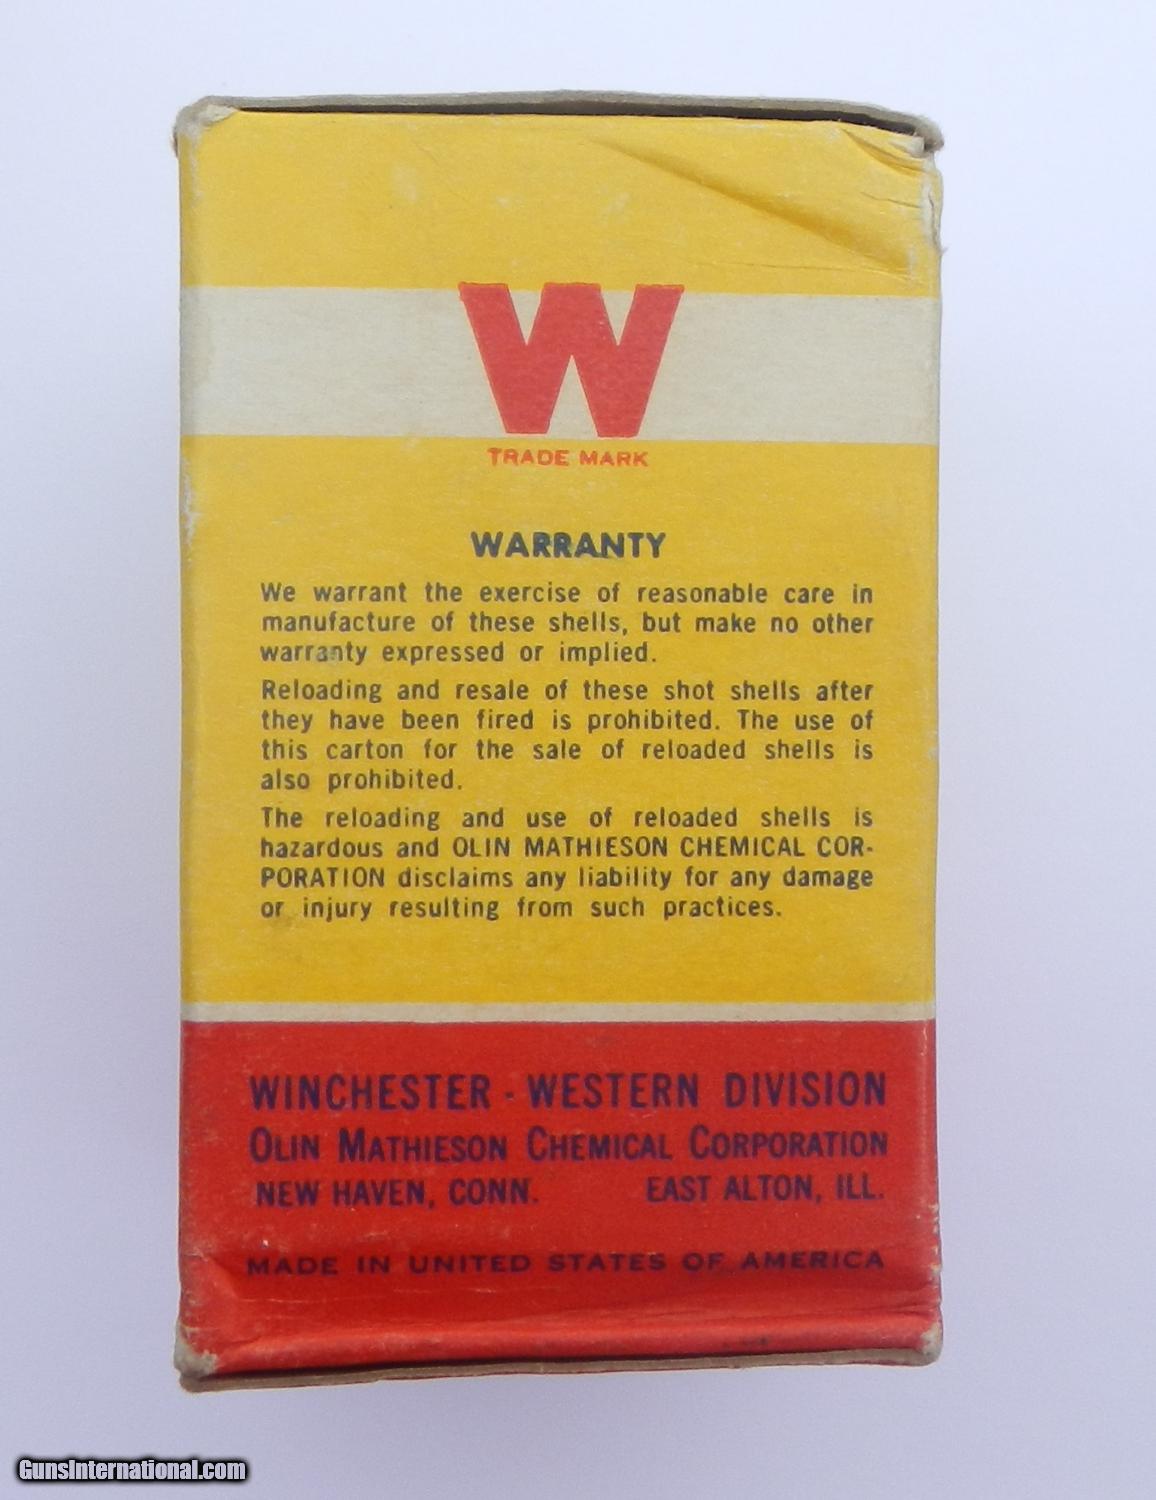 W
TRADE MARK
WARRANTY
We warrant the exercise of reasonable care in
manufacture of these shells, but make no other
warranty expressed or implied.
Reloading and resale of these shot shells after
they have been fired is prohibited. The use of
this carton for the sale of reloaded shells is
also prohibited.
The reloading and use of reloaded shells is
hazardous and OLIN MATHIESON CHEMICAL COR-
PORATION disclaims any liability for any damage
or injury resulting from such practices.
WINCHESTER - WESTERN DIVISION
OLIN MATHIESON CHEMICAL CORPORATION
NEW HAVEN, CONN. EAST ALTON, ILL.
MADE IN UNITED STATES OF AMERICA
GunsInternational.com